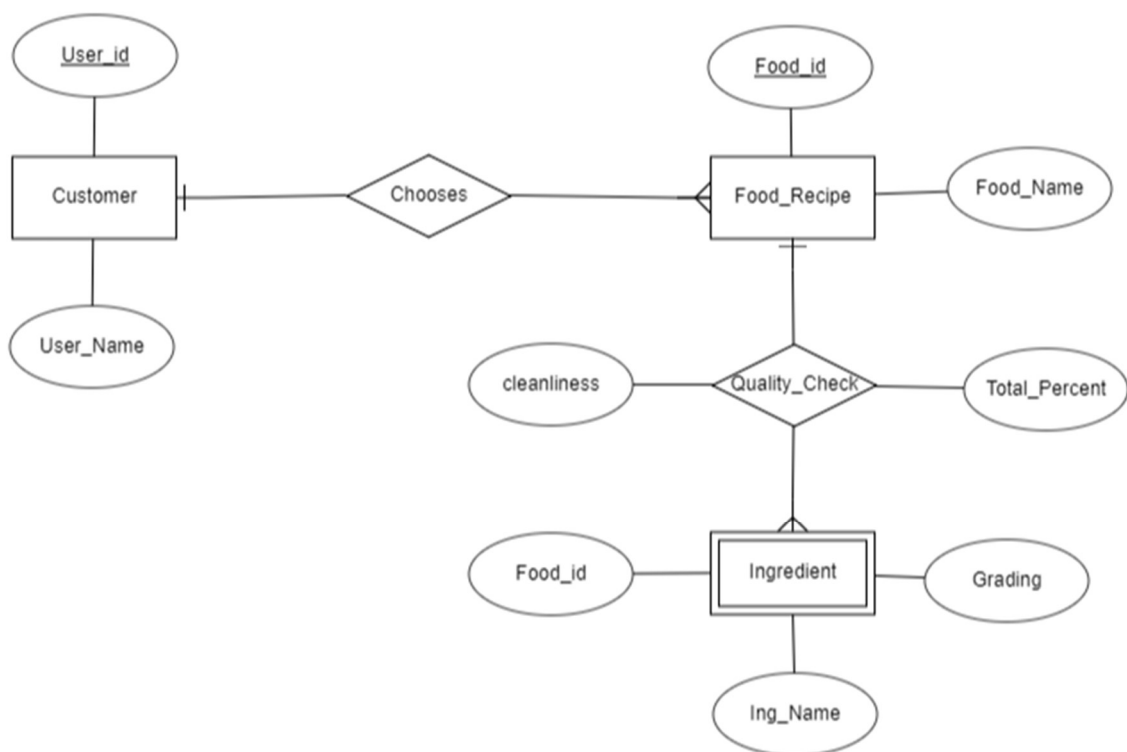 User_id
Food_id
Customer
Chooses
Food_Recipe
Food_Name
User_Name
cleanliness
Quality_Check
Total_Percent
Food_id
Ingredient
Grading
Ing_Name